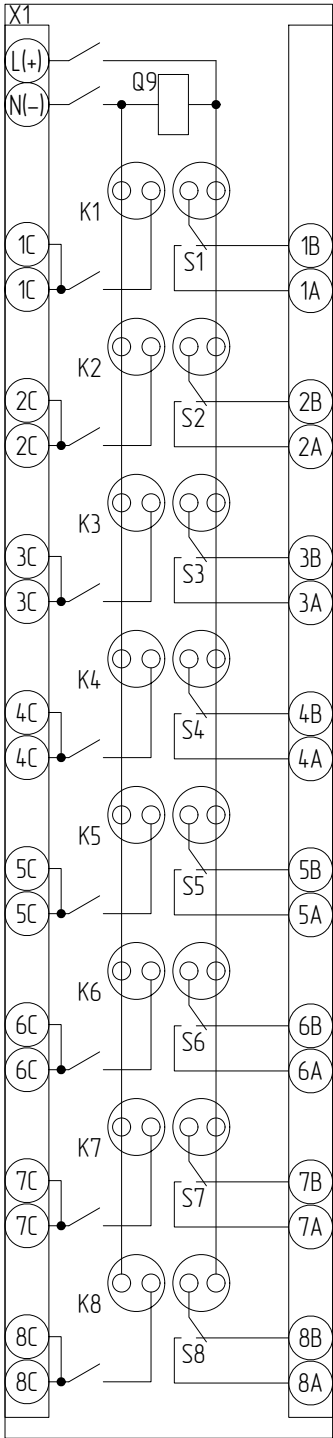 X1
L(+)
Q9
N(-)
K1
1C S1 1B
1C 1A
K2
2C S2 2B
2C 2A
K3
3C S3 3B
3C 3A
K4
4C S4 4B
4C 4A
K5
5C S5 5B
5C 5A
K6
6C S6 6B
6C 6A
K7
7C S7 7B
7C 7A
K8
8C S8 8B
8C 8A